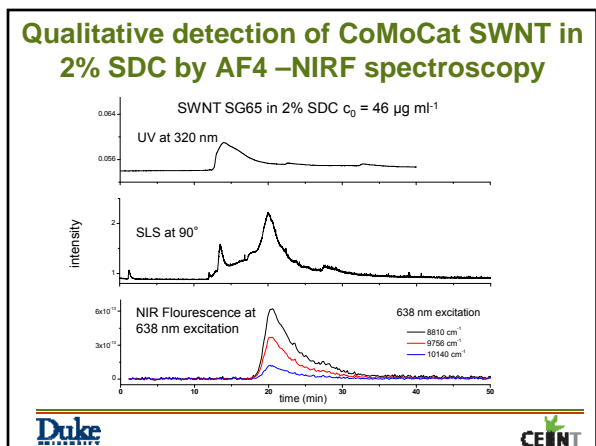 Qualitative detection of CoMoCat SWNT in
2% SDC by AF4 –NIRF spectroscopy
SWNT SG65 in 2% SDC c0 = 46 µg ml-1
0.064
UV at 320 nm
0.056
2
SLS at 90°
intensity
1
6x10-13
NIR Flourescence at
638 nm excitation
638 nm excitation
8810 cm-1
3x10-13
9756 cm-1
10140 cm-1
0
0 10 20 30 40 50
time (min)
Duke
UNIVERSITY
CEINT